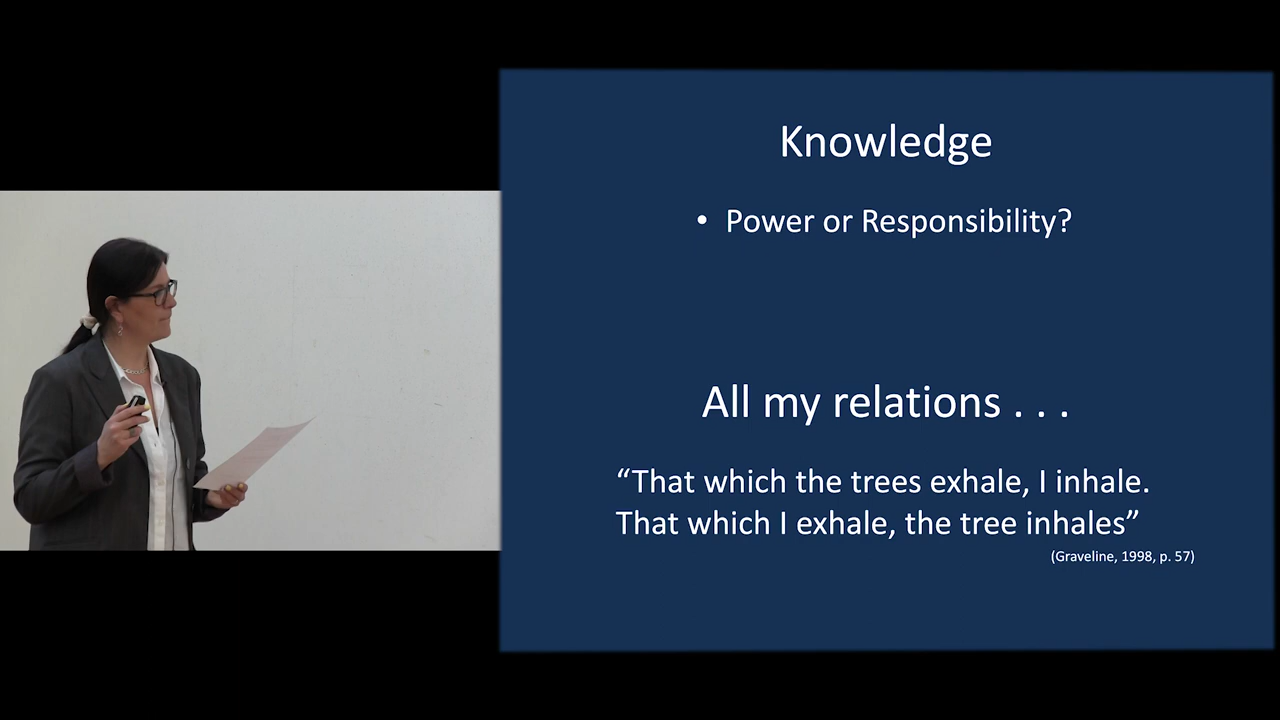 Knowledge
• Power or Responsibility?
All my relations . . .
“That which the trees exhale, I inhale.
That which I exhale, the tree inhales”
(Graveline, 1998, p. 57)